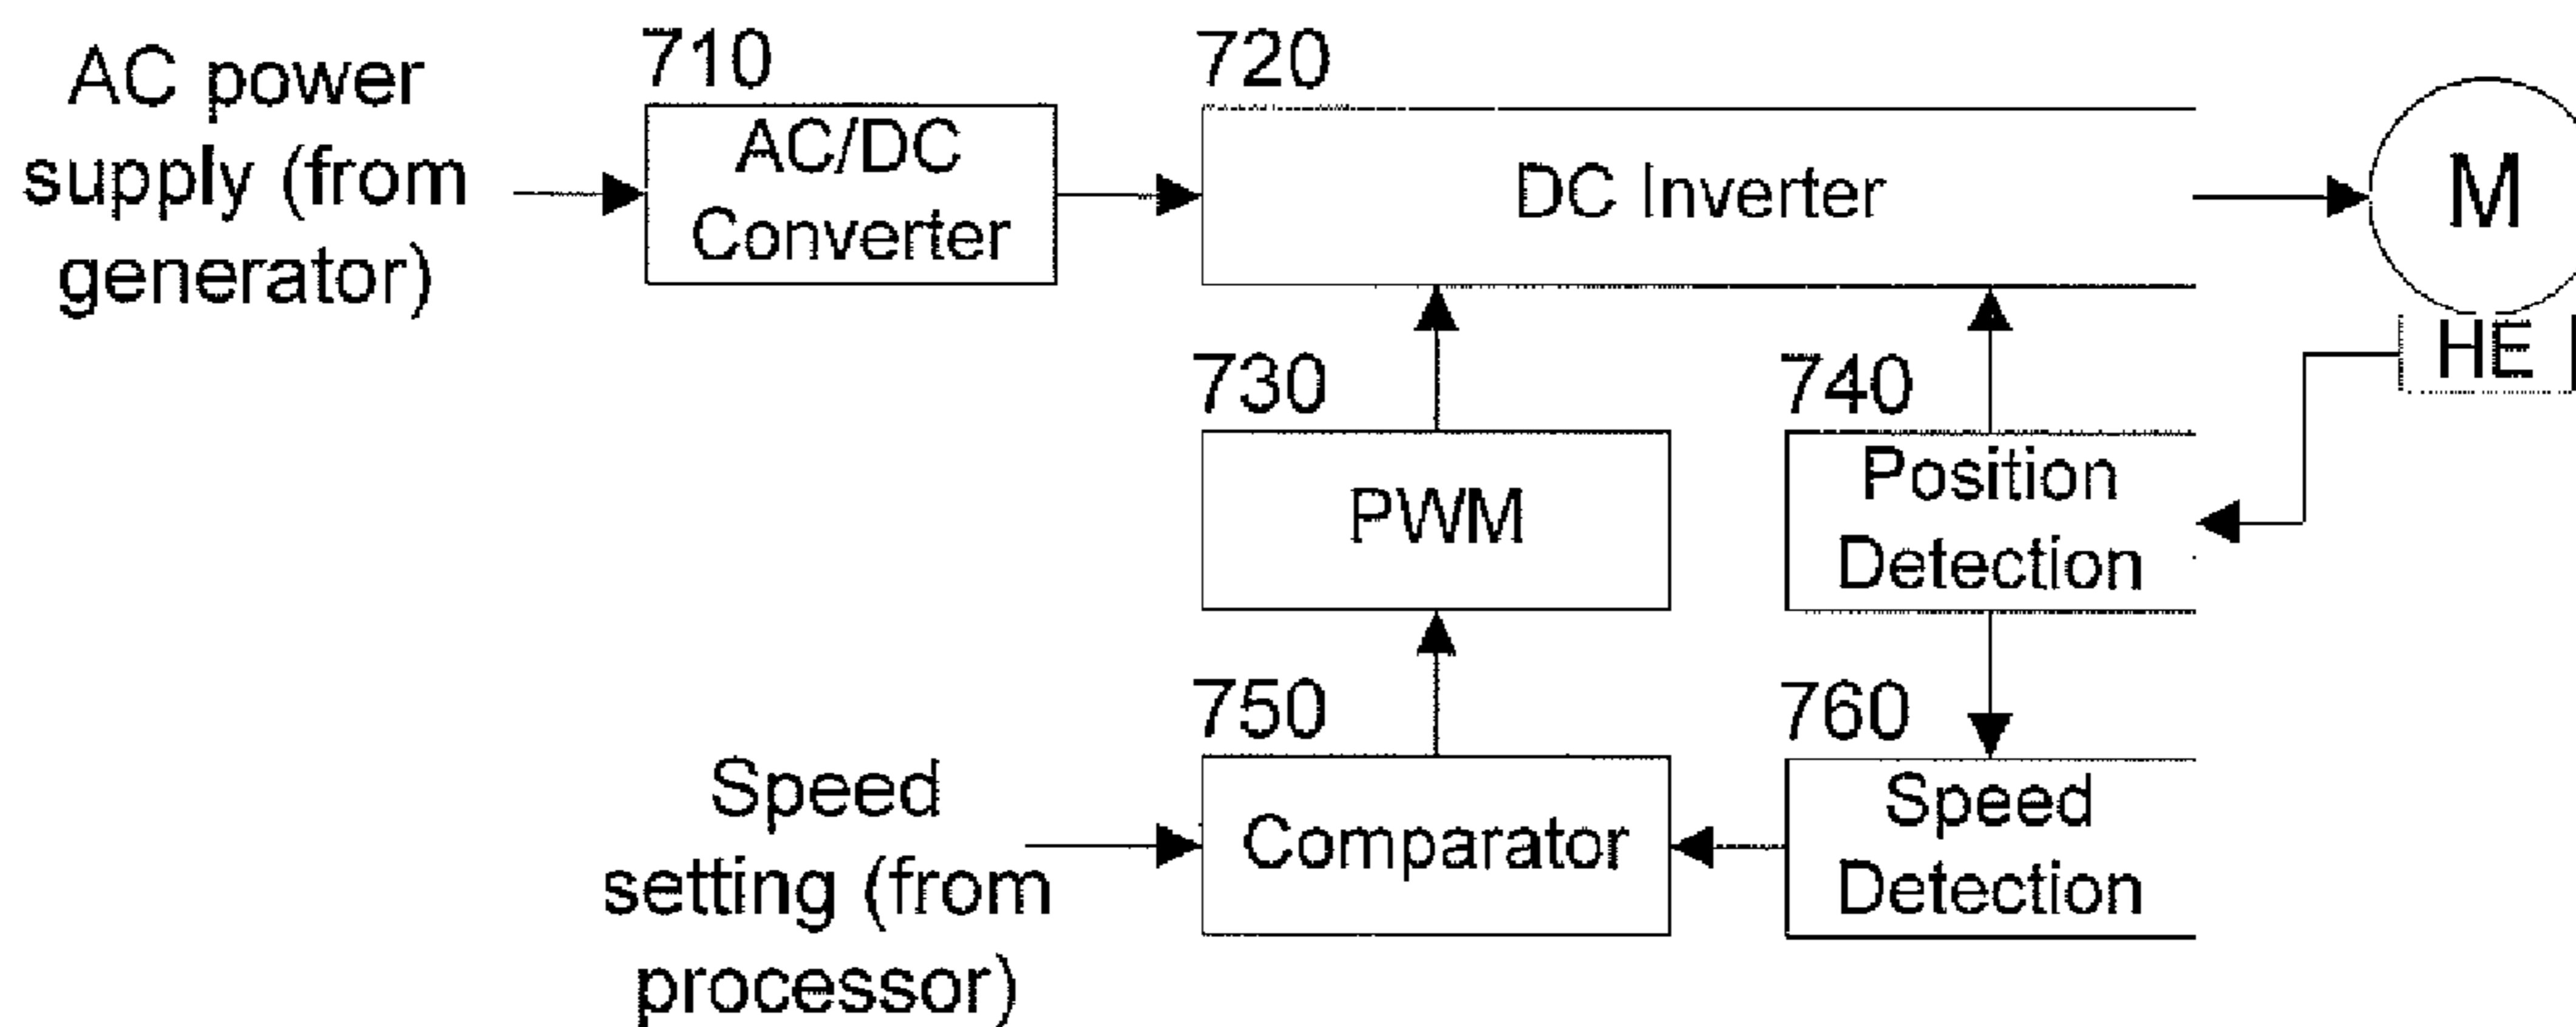 AC power
supply (from
generator)
710
AC/DC
Converter
720
DC Inverter
M
HE
730
PWM
740
Position
Detection
750
Comparator
760
Speed
Detection
Speed
setting (from
processor)